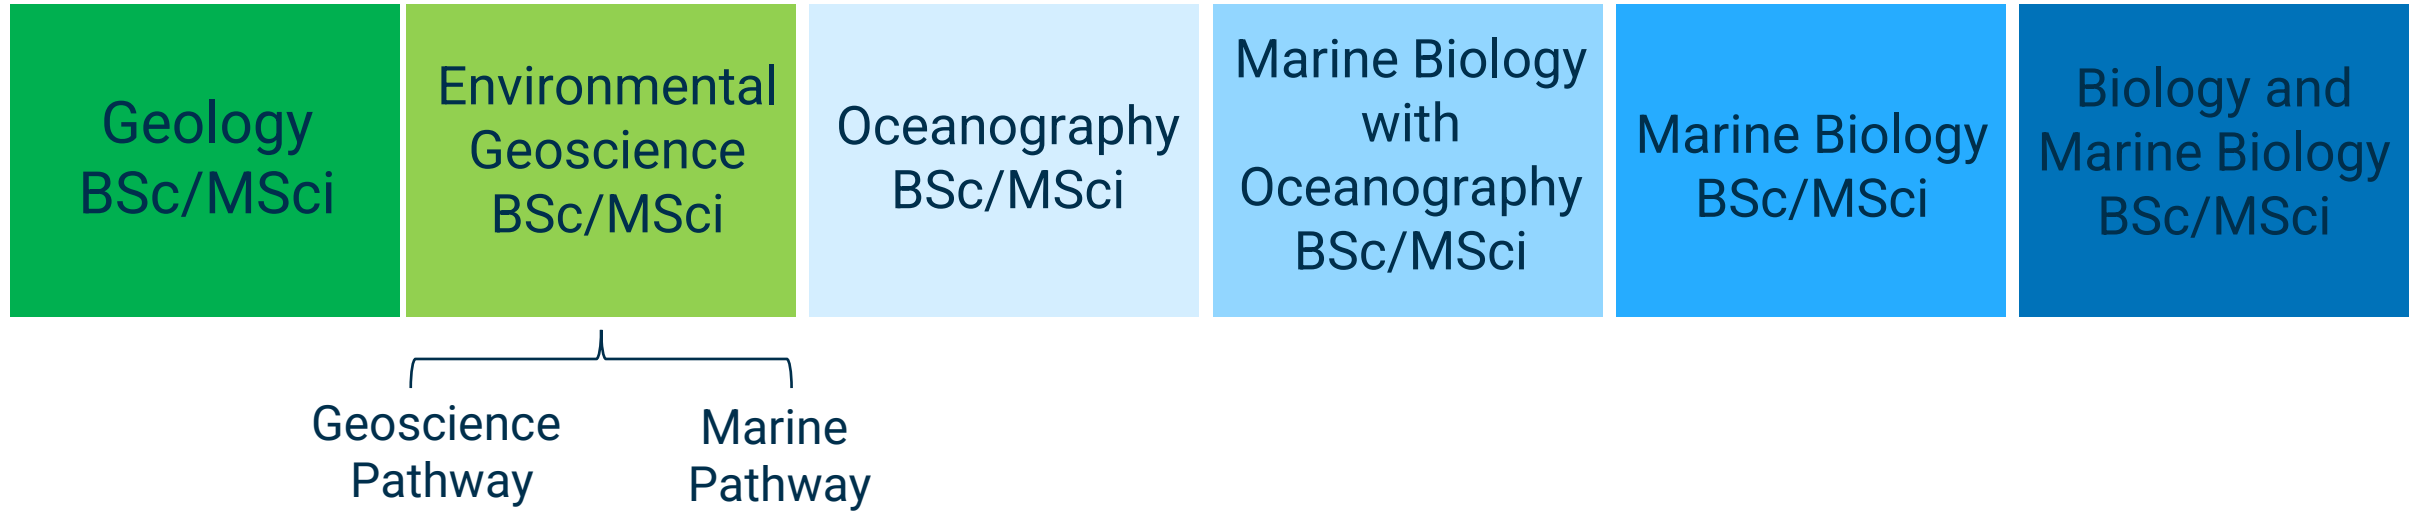 Geology
BSc/MSci
Environmental
Geoscience
BSc/MSci
Oceanography
BSc/MSci
Marine Biology
with
Oceanography
BSc/MSci
Marine Biology
BSc/MSci
Biology and
Marine Biology
BSc/MSci
Geoscience
Pathway
Marine
Pathway